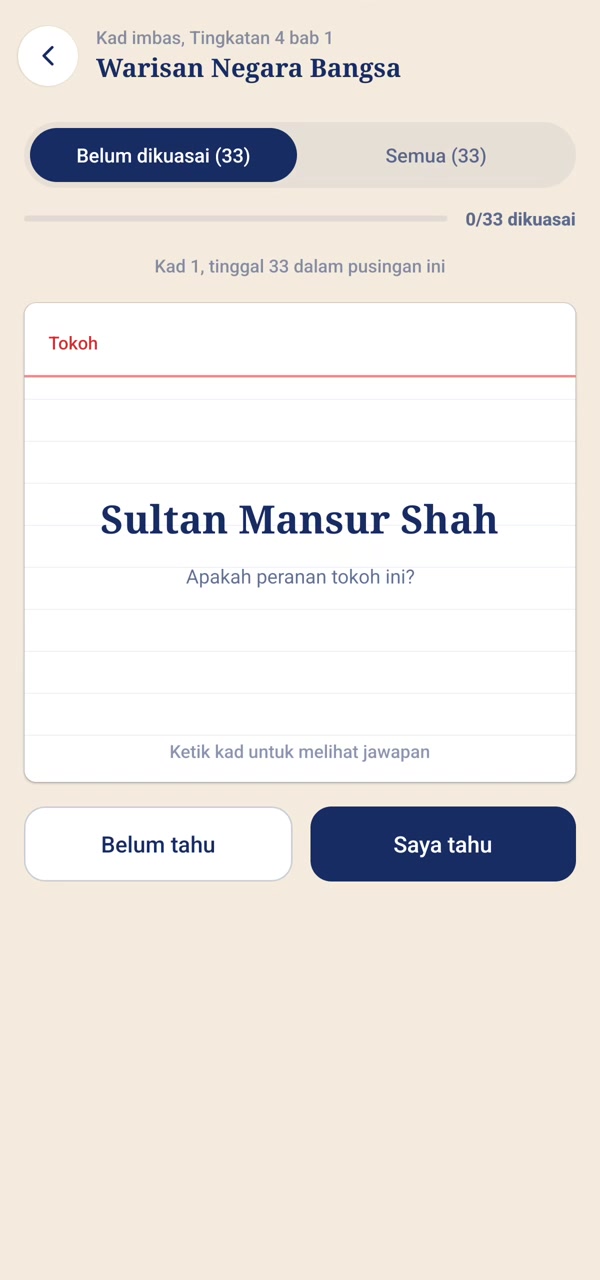 Kad imbas, Tingkatan 4 bab 1
Warisan Negara Bangsa
Belum dikuasai (33)
Semua (33)
0/33 dikuasai
Kad 1, tinggal 33 dalam pusingan ini
Tokoh
Sultan Mansur Shah
Apakah peranan tokoh ini?
Ketik kad untuk melihat jawapan
Belum tahu
Saya tahu